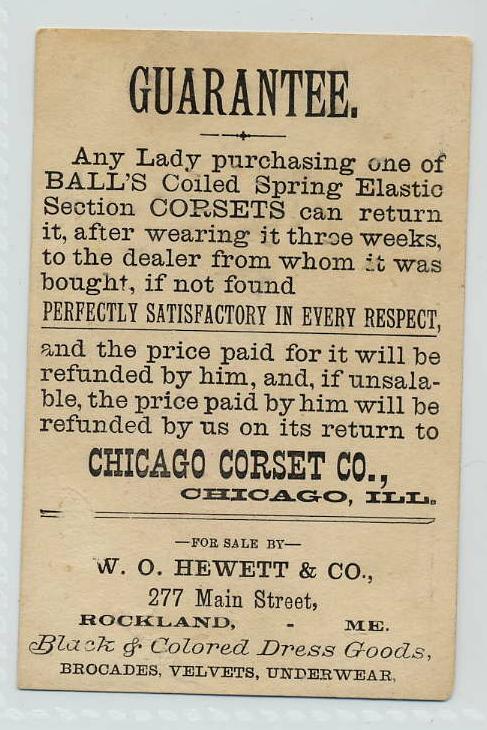 GUARANTEE.
Any Lady purchasing one of
BALL'S Coiled Spring Elastic
Section CORSETS can return
it, after wearing it three weeks,
to the dealer from whom it was
bought, if not found
PERFECTLY SATISFACTORY IN EVERY RESPECT,
and the price paid for it will be
refunded by him, and, if unsala-
ble, the price paid by him will be
refunded by us on its return to
CHICAGO CORSET CO.,
CHICAGO, ILL.
—FOR SALE BY—
W. O. HEWETT & CO.,
277 Main Street,
ROCKLAND, - ME.
Black & Colored Dress Goods,
BROCADES, VELVETS, UNDERWEAR,